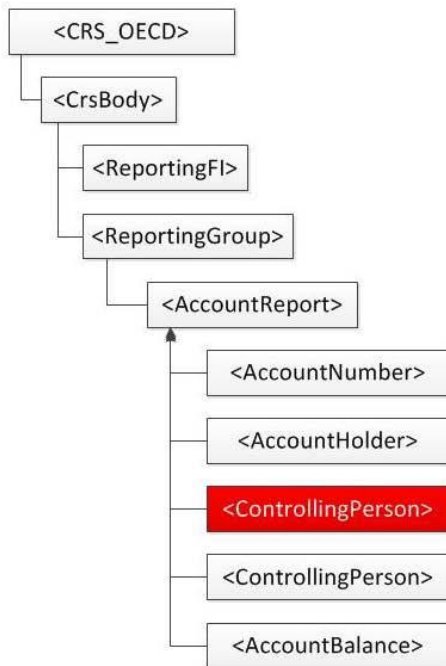 <CRS_OECD>
<CrsBody>
<ReportingFI>
<ReportingGroup>
<AccountReport>
<AccountNumber>
<AccountHolder>
<ControllingPerson>
<ControllingPerson>
<AccountBalance>